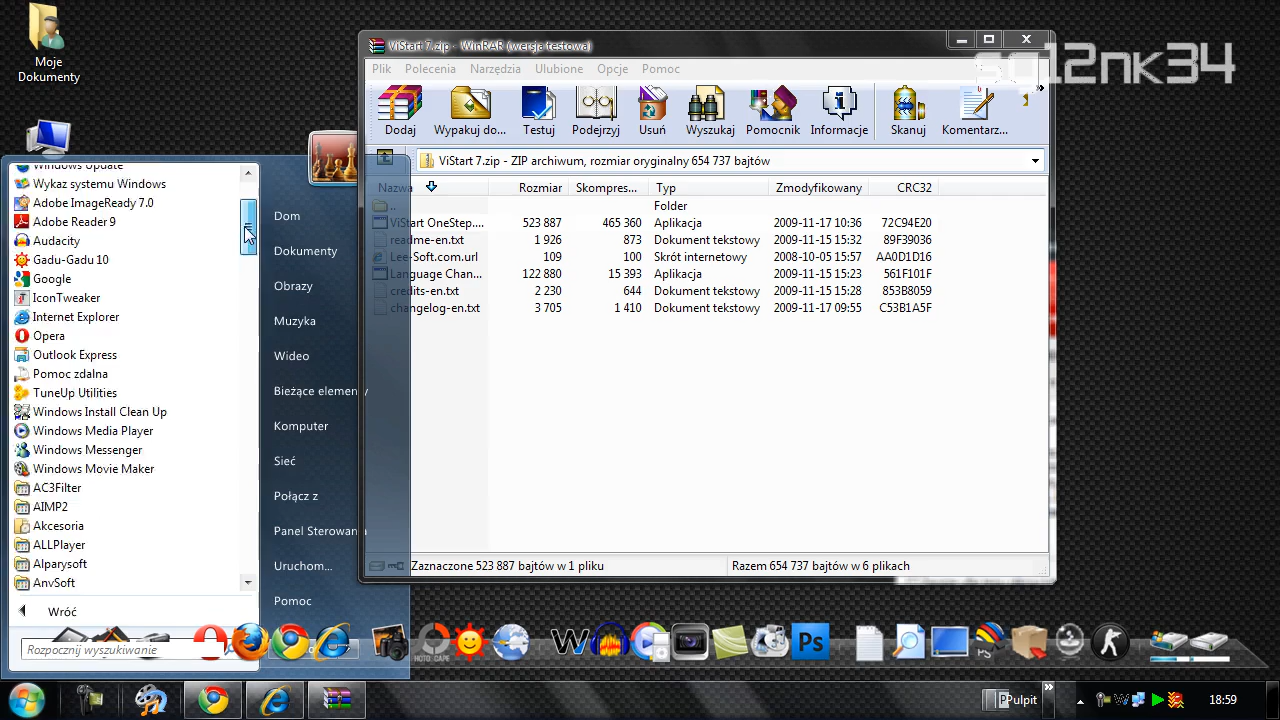 Moje
Dokumenty
ViStart 7.zip - WinRAR (wersja testowa)
sq12nk34
Plik Polecenia Narzędzia Ulubione Opcje Pomoc
Dodaj Wypakuj do... Testuj Podejrzyj Usuń Wyszukaj Pomocnik Informacje Skanuj Komentarz...
ViStart 7.zip - ZIP archiwum, rozmiar oryginalny 654 737 bajtów
Nazwa Rozmiar Skompres... Typ Zmodyfikowany CRC32
.. Folder
ViStart OneStep.... 523 887 465 360 Aplikacja 2009-11-17 10:36 72C94E20
readme-en.txt 1 926 873 Dokument tekstowy 2009-11-15 15:32 89F39036
Lee-Soft.com.url 109 100 Skrót internetowy 2008-10-05 15:57 AA0D1D16
Language Chan... 122 880 15 393 Aplikacja 2009-11-15 15:23 561F101F
credits-en.txt 2 230 644 Dokument tekstowy 2009-11-15 15:28 853B8059
changelog-en.txt 3 705 1 410 Dokument tekstowy 2009-11-17 09:55 C53B1A5F
Zaznaczone 523 887 bajtów w 1 pliku Razem 654 737 bajtów w 6 plikach
Windows Update
Wykaz systemu Windows
Adobe ImageReady 7.0
Adobe Reader 9
Audacity
Gadu-Gadu 10
Google
IconTweaker
Internet Explorer
Opera
Outlook Express
Pomoc zdalna
TuneUp Utilities
Windows Install Clean Up
Windows Media Player
Windows Messenger
Windows Movie Maker
AC3Filter
AIMP2
Akcesoria
ALLPlayer
Alparysoft
AnvSoft
Wróć
Rozpocznij wyszukiwanie
Dom
Dokumenty
Obrazy
Muzyka
Wideo
Bieżące elementy
Komputer
Sieć
Połącz z
Panel Sterowania
Uruchom...
Pomoc
W
Ps
PS
Pulpit
18:59